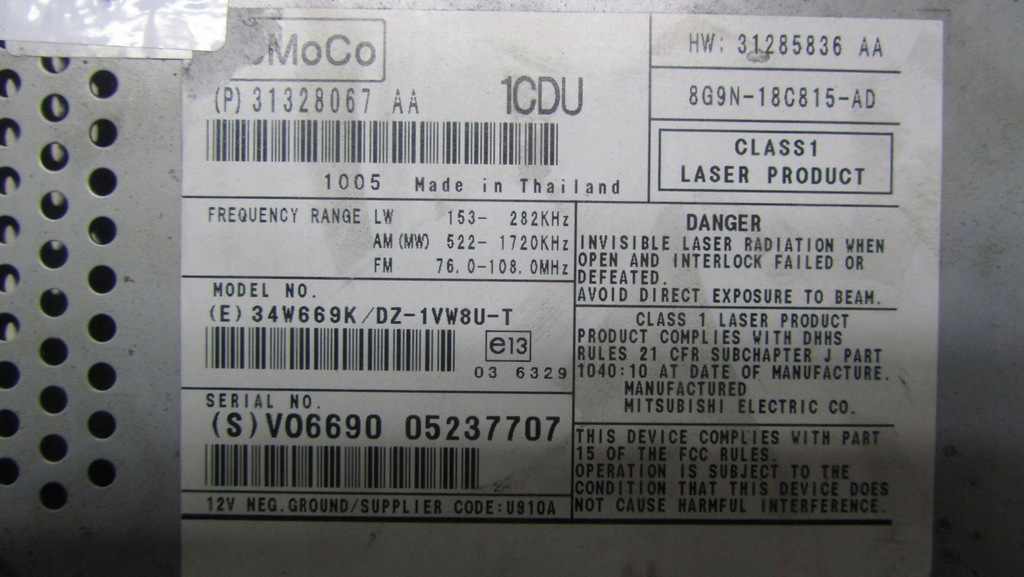 MoCo
(P) 31328067 AA 1CDU
1005 Made in Thailand
HW: 31285836 AA
8G9N-18C815-AD
CLASS1
LASER PRODUCT
FREQUENCY RANGE LW 153- 282KHz
AM (MW) 522- 1720KHz
FM 76.0-108.0MHz
MODEL NO.
(E) 34W669K/DZ-1VW8U-T
e13
03 6329
SERIAL NO.
(S) VO6690 05237707
12V NEG.GROUND/SUPPLIER CODE:U910A
DANGER
INVISIBLE LASER RADIATION WHEN
OPEN AND INTERLOCK FAILED OR
DEFEATED.
AVOID DIRECT EXPOSURE TO BEAM.
CLASS 1 LASER PRODUCT
PRODUCT COMPLIES WITH DHHS
RULES 21 CFR SUBCHAPTER J PART
1040:10 AT DATE OF MANUFACTURE.
MANUFACTURED
MITSUBISHI ELECTRIC CO.
THIS DEVICE COMPLIES WITH PART
15 OF THE FCC RULES.
OPERATION IS SUBJECT TO THE
CONDITION THAT THIS DEVICE DOES
NOT CAUSE HARMFUL INTERFERENCE.